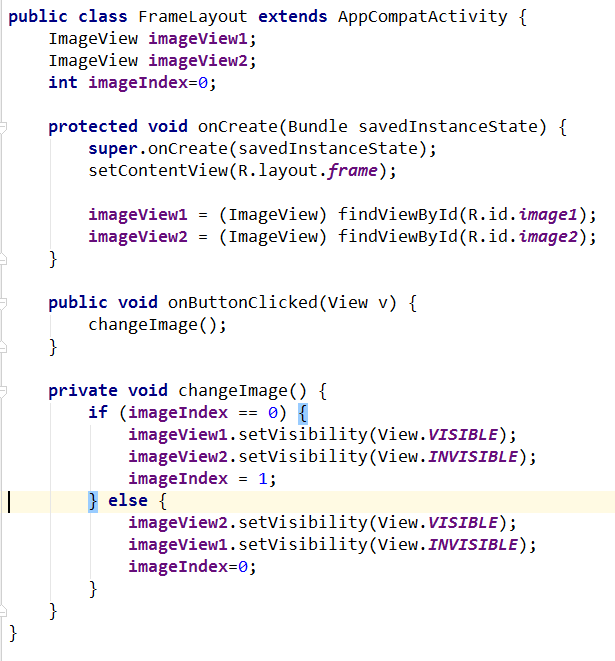 public class FrameLayout extends AppCompatActivity {
    ImageView imageView1;
    ImageView imageView2;
    int imageIndex=0;

    protected void onCreate(Bundle savedInstanceState) {
        super.onCreate(savedInstanceState);
        setContentView(R.layout.frame);

        imageView1 = (ImageView) findViewById(R.id.image1);
        imageView2 = (ImageView) findViewById(R.id.image2);
    }

    public void onButtonClicked(View v) {
        changeImage();
    }

    private void changeImage() {
        if (imageIndex == 0) {
            imageView1.setVisibility(View.VISIBLE);
            imageView2.setVisibility(View.INVISIBLE);
            imageIndex = 1;
        } else {
            imageView2.setVisibility(View.VISIBLE);
            imageView1.setVisibility(View.INVISIBLE);
            imageIndex=0;
        }
    }
}